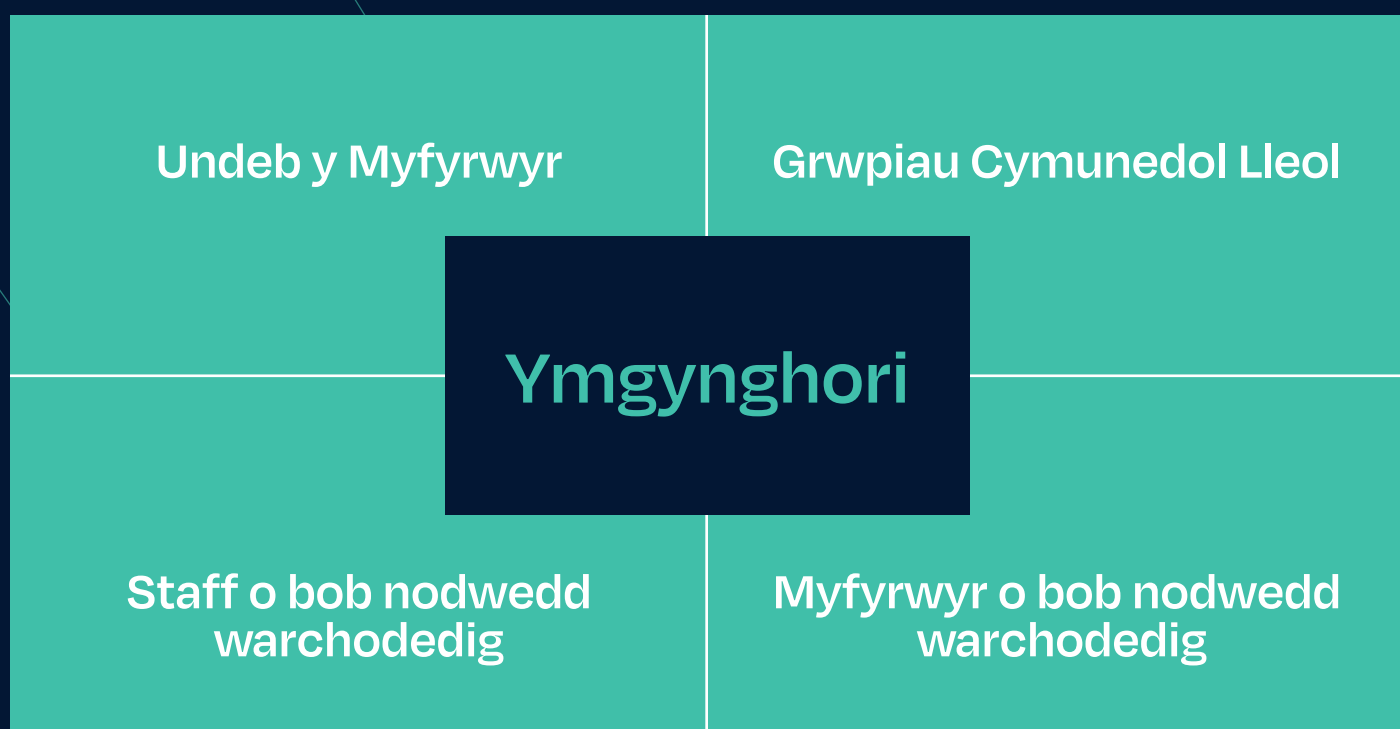 Undeb y Myfyrwyr
Grwpiau Cymunedol Lleol
Ymgynghori
Staff o bob nodwedd
warchodedig
Myfyrwyr o bob nodwedd
warchodedig